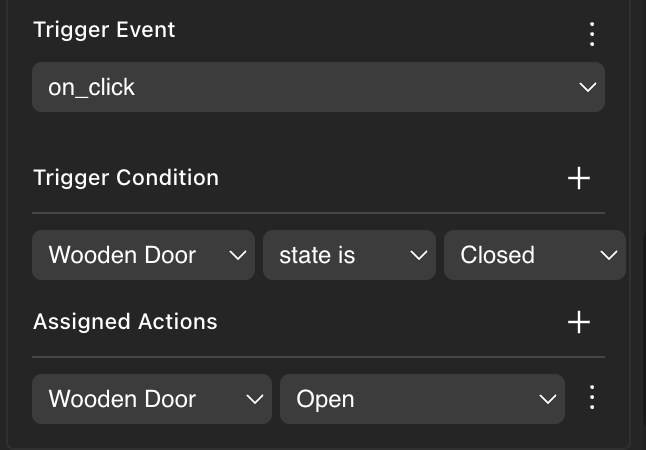 Trigger Event
on_click
Trigger Condition
Wooden Door state is Closed
Assigned Actions
Wooden Door Open